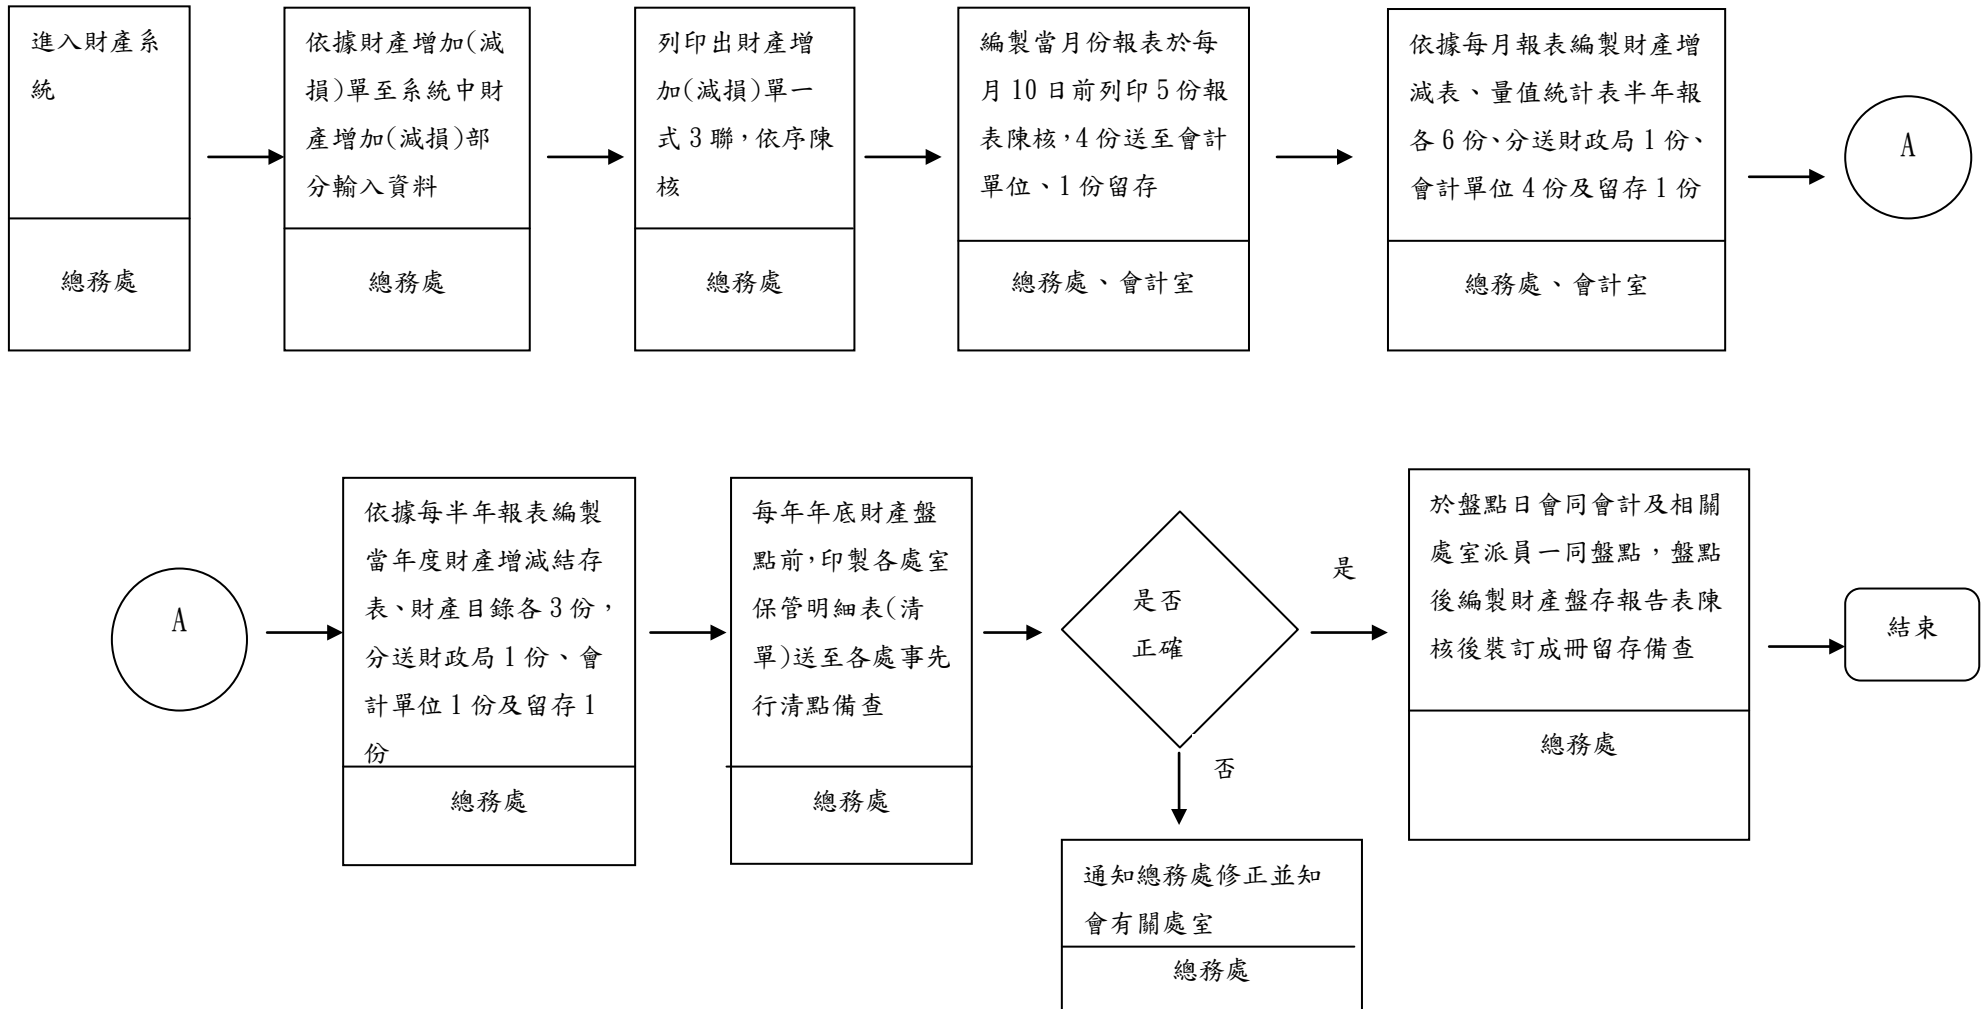 進入財產系
統
總務處
依據財產增加(減
損)單至系統中財
產增加(減損)部
分輸入資料
總務處
列印出財產增
加(減損)單一
式3聯，依序陳
核
總務處
編製當月份報表於每
月10日前列印5份報
表陳核，4份送至會計
單位、1份留存
總務處、會計室
依據每月報表編製財產增
減表、量值統計表半年報
各6份、分送財政局1份、
會計單位4份及留存1份
總務處、會計室
A
A
依據每半年報表編製
當年度財產增減結存
表、財產目錄各3份，
分送財政局1份、會
計單位1份及留存1
份
總務處
每年年底財產盤
點前，印製各處室
保管明細表(清
單)送至各處事先
行清點備查
總務處
是否
正確
是
否
通知總務處修正並知
會有關處室
總務處
於盤點日會同會計及相關
處室派員一同盤點，盤點
後編製財產盤存報告表陳
核後裝訂成冊留存備查
總務處
結束